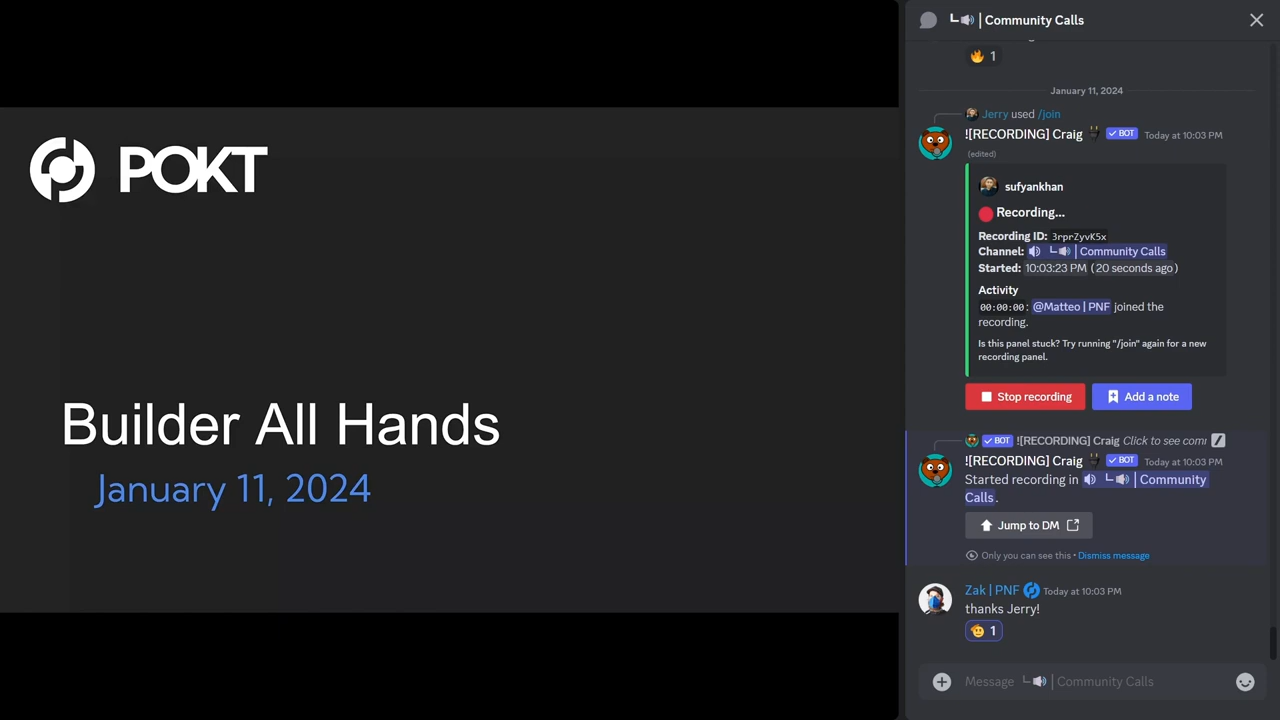 POKT
Builder All Hands
January 11, 2024
Community Calls
1
January 11, 2024
Jerry used /join
![RECORDING] Craig BOT Today at 10:03 PM
(edited)
sufyankhan
Recording...
Recording ID: 3rprZyvK5x
Channel: | Community Calls
Started: 10:03:23 PM (20 seconds ago)
Activity
00:00:00: @Matteo | PNF joined the
recording.
Is this panel stuck? Try running "/join" again for a new
recording panel.
Stop recording
Add a note
BOT ![RECORDING] Craig Click to see com
![RECORDING] Craig BOT Today at 10:03 PM
Started recording in | Community
Calls.
Jump to DM
Only you can see this • Dismiss message
Zak | PNF Today at 10:03 PM
thanks Jerry!
1
Message | Community Calls